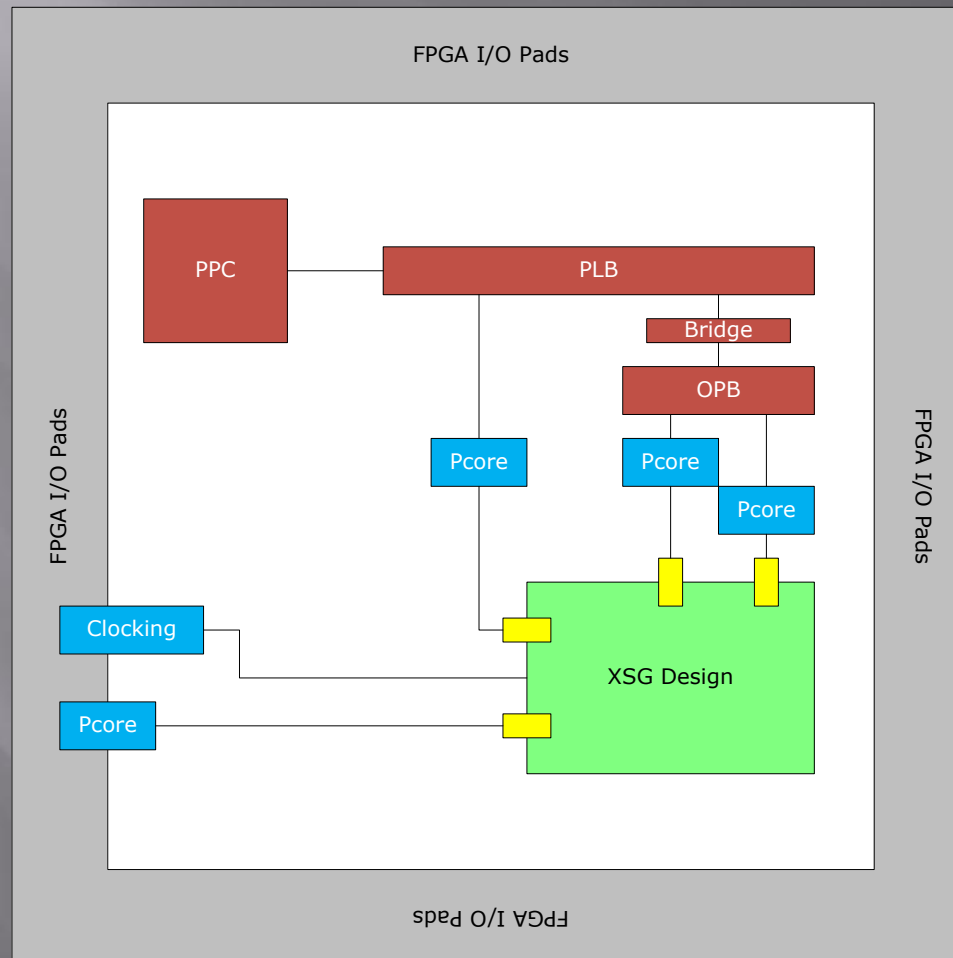 FPGA I/O Pads
PPC
PLB
Bridge
OPB
FPGA I/O Pads
FPGA I/O Pads
Pcore
Pcore
Pcore
Clocking
XSG Design
Pcore
FPGA I/O Pads